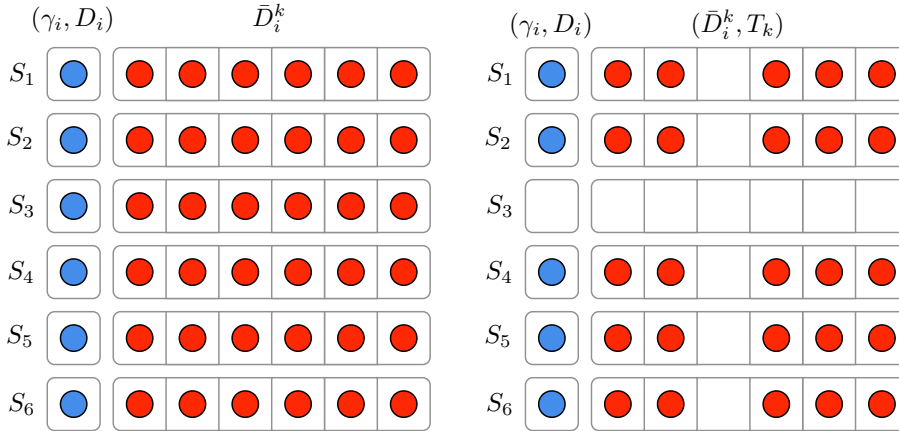 (γ_i, D_i) D̄_i^k (γ_i, D_i) (D̄_i^k, T_k)
S_1 S_1
S_2 S_2
S_3 S_3
S_4 S_4
S_5 S_5
S_6 S_6